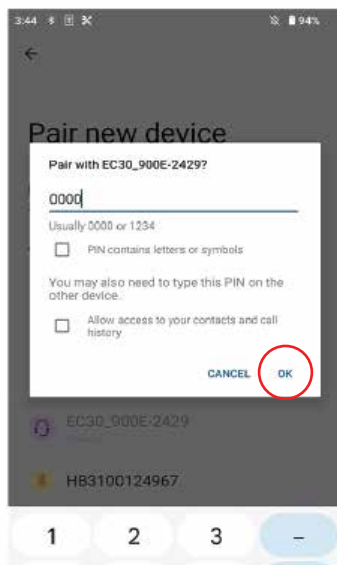 3:44
94%
Pair new device
Pair with EC30_900E-2429?
0000
Usually 0000 or 1234
PIN contains letters or symbols
You may also need to type this PIN on the
other device.
Allow access to your contacts and call
history
CANCEL OK
EC30_900E-2429
HB3100124967
1 2 3 –